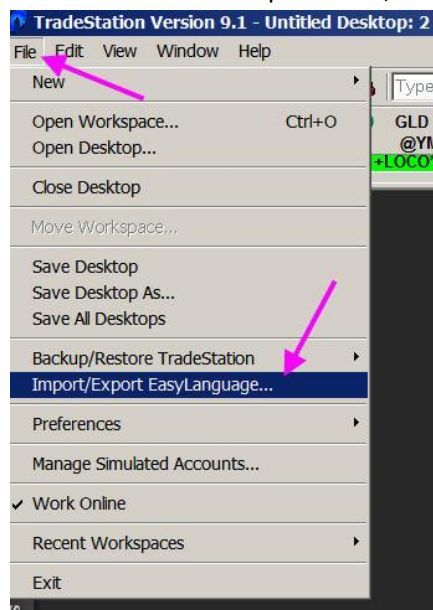 TradeStation Version 9.1 - Untitled Desktop: 2
File Edit View Window Help
New
Type
Open Workspace... Ctrl+O
GLD
Open Desktop...
@YM
+LOCO
Close Desktop
Move Workspace...
Save Desktop
Save Desktop As...
Save All Desktops
Backup/Restore TradeStation
Import/Export EasyLanguage...
Preferences
Manage Simulated Accounts...
Work Online
Recent Workspaces
Exit